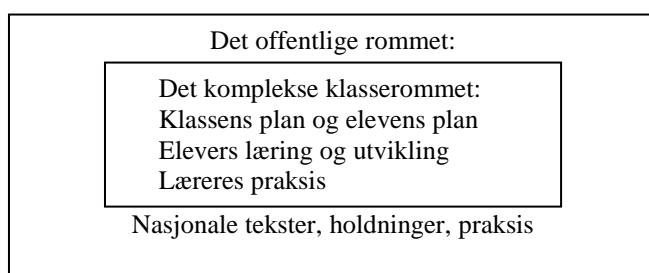 Det offentlige rommet:
Det komplekse klasserommet:
Klassens plan og elevens plan
Elevers læring og utvikling
Læreres praksis
Nasjonale tekster, holdninger, praksis